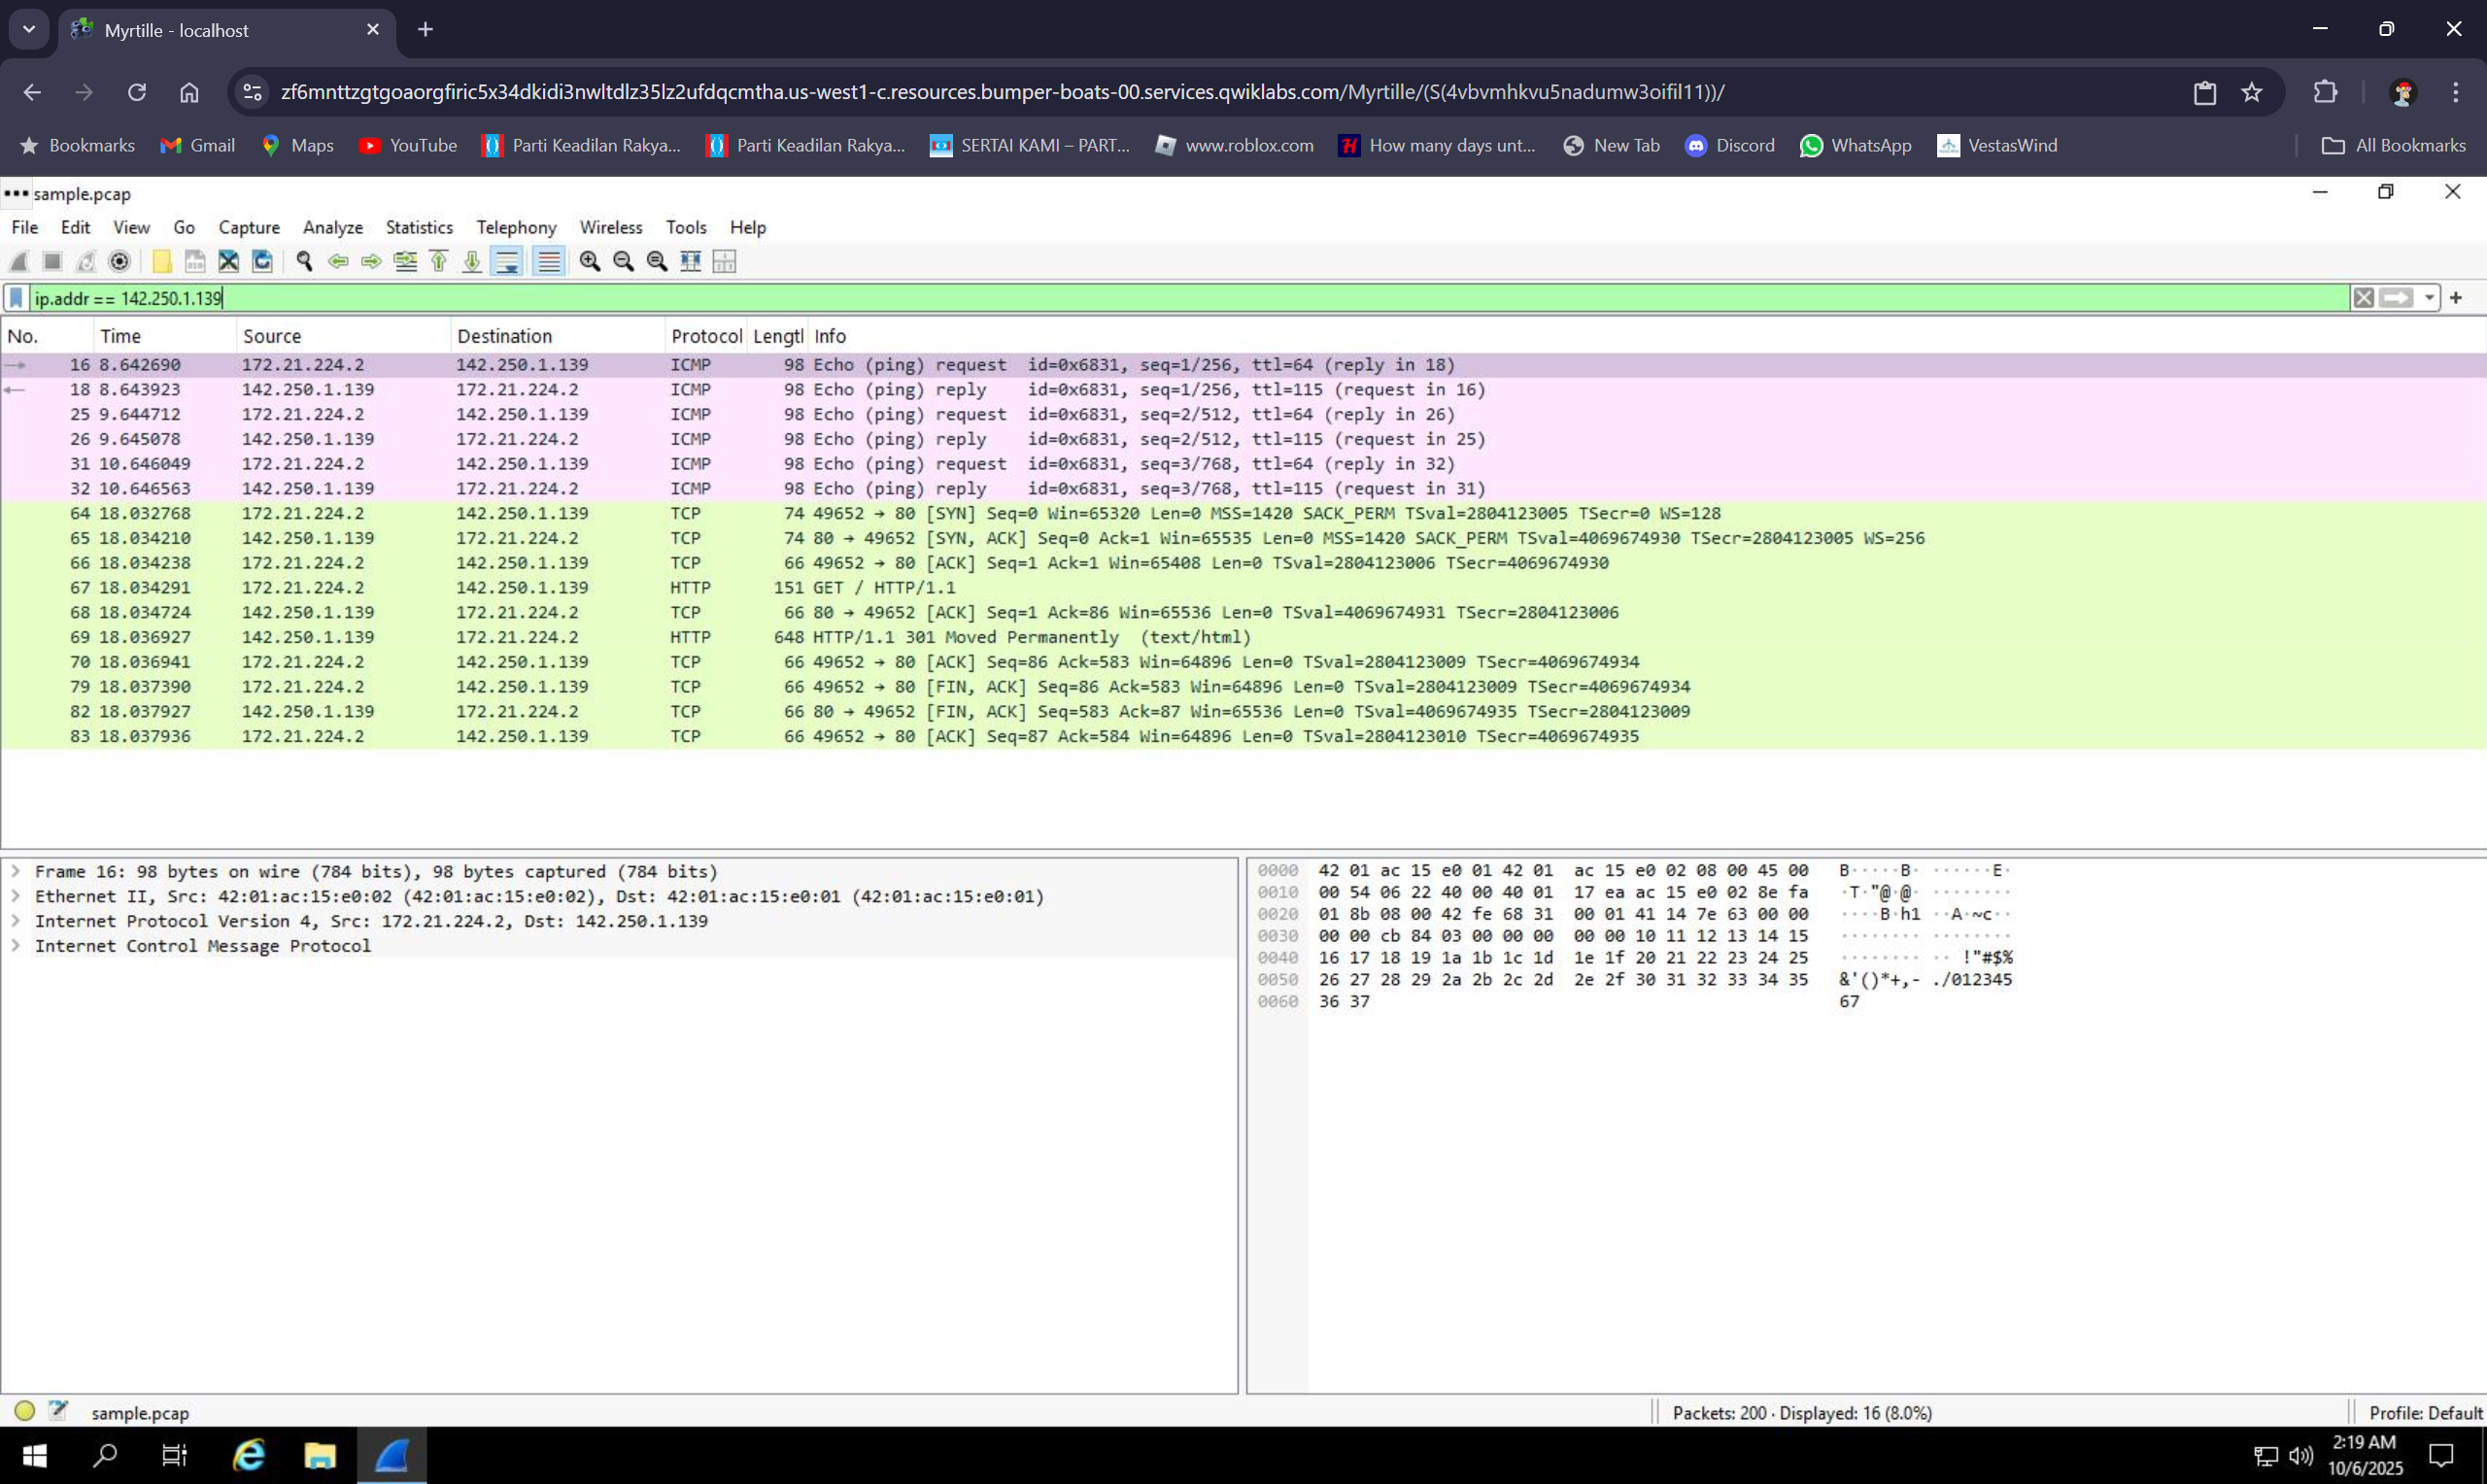 Myrtille - localhost
zf6mnttzgtgoaorgfiric5x34dkidi3nwltdlz35lz2ufdqcmtha.us-west1-c.resources.bumper-boats-00.services.qwiklabs.com/Myrtille/(S(4vbvmhkvu5nadumw3oifil11))/
Bookmarks Gmail Maps YouTube Parti Keadilan Rakya... Parti Keadilan Rakya... SERTAI KAMI – PART... www.roblox.com How many days unt... New Tab Discord WhatsApp VestasWind All Bookmarks
sample.pcap
File Edit View Go Capture Analyze Statistics Telephony Wireless Tools Help
ip.addr == 142.250.1.139
No. Time Source Destination Protocol Lengtl Info
16 8.642690 172.21.224.2 142.250.1.139 ICMP 98 Echo (ping) request id=0x6831, seq=1/256, ttl=64 (reply in 18)
18 8.643923 142.250.1.139 172.21.224.2 ICMP 98 Echo (ping) reply id=0x6831, seq=1/256, ttl=115 (request in 16)
25 9.644712 172.21.224.2 142.250.1.139 ICMP 98 Echo (ping) request id=0x6831, seq=2/512, ttl=64 (reply in 26)
26 9.645078 142.250.1.139 172.21.224.2 ICMP 98 Echo (ping) reply id=0x6831, seq=2/512, ttl=115 (request in 25)
31 10.646049 172.21.224.2 142.250.1.139 ICMP 98 Echo (ping) request id=0x6831, seq=3/768, ttl=64 (reply in 32)
32 10.646563 142.250.1.139 172.21.224.2 ICMP 98 Echo (ping) reply id=0x6831, seq=3/768, ttl=115 (request in 31)
64 18.032768 172.21.224.2 142.250.1.139 TCP 74 49652 → 80 [SYN] Seq=0 Win=65320 Len=0 MSS=1420 SACK_PERM TSval=2804123005 TSecr=0 WS=128
65 18.034210 142.250.1.139 172.21.224.2 TCP 74 80 → 49652 [SYN, ACK] Seq=0 Ack=1 Win=65535 Len=0 MSS=1420 SACK_PERM TSval=4069674930 TSecr=2804123005 WS=256
66 18.034238 172.21.224.2 142.250.1.139 TCP 66 49652 → 80 [ACK] Seq=1 Ack=1 Win=65408 Len=0 TSval=2804123006 TSecr=4069674930
67 18.034291 172.21.224.2 142.250.1.139 HTTP 151 GET / HTTP/1.1
68 18.034724 142.250.1.139 172.21.224.2 TCP 66 80 → 49652 [ACK] Seq=1 Ack=86 Win=65536 Len=0 TSval=4069674931 TSecr=2804123006
69 18.036927 142.250.1.139 172.21.224.2 HTTP 648 HTTP/1.1 301 Moved Permanently (text/html)
70 18.036941 172.21.224.2 142.250.1.139 TCP 66 49652 → 80 [ACK] Seq=86 Ack=583 Win=64896 Len=0 TSval=2804123009 TSecr=4069674934
79 18.037390 172.21.224.2 142.250.1.139 TCP 66 49652 → 80 [FIN, ACK] Seq=86 Ack=583 Win=64896 Len=0 TSval=2804123009 TSecr=4069674934
82 18.037927 142.250.1.139 172.21.224.2 TCP 66 80 → 49652 [FIN, ACK] Seq=583 Ack=87 Win=65536 Len=0 TSval=4069674935 TSecr=2804123009
83 18.037936 172.21.224.2 142.250.1.139 TCP 66 49652 → 80 [ACK] Seq=87 Ack=584 Win=64896 Len=0 TSval=2804123010 TSecr=4069674935
Frame 16: 98 bytes on wire (784 bits), 98 bytes captured (784 bits)
Ethernet II, Src: 42:01:ac:15:e0:02 (42:01:ac:15:e0:02), Dst: 42:01:ac:15:e0:01 (42:01:ac:15:e0:01)
Internet Protocol Version 4, Src: 172.21.224.2, Dst: 142.250.1.139
Internet Control Message Protocol
0000 42 01 ac 15 e0 01 42 01 ac 15 e0 02 08 00 45 00 B·····B· ······E·
0010 00 54 06 22 40 00 40 01 17 ea ac 15 e0 02 8e fa ·T·"@·@· ········
0020 01 8b 08 00 42 fe 68 31 00 01 41 14 7e 63 00 00 ····B·h1 ··A·~c··
0030 00 00 cb 84 03 00 00 00 00 00 10 11 12 13 14 15 ········ ········
0040 16 17 18 19 1a 1b 1c 1d 1e 1f 20 21 22 23 24 25 ········ ·· !"#$%
0050 26 27 28 29 2a 2b 2c 2d 2e 2f 30 31 32 33 34 35 &'()*+,- ./012345
0060 36 37 67
sample.pcap Packets: 200 · Displayed: 16 (8.0%) Profile: Default
2:19 AM
10/6/2025